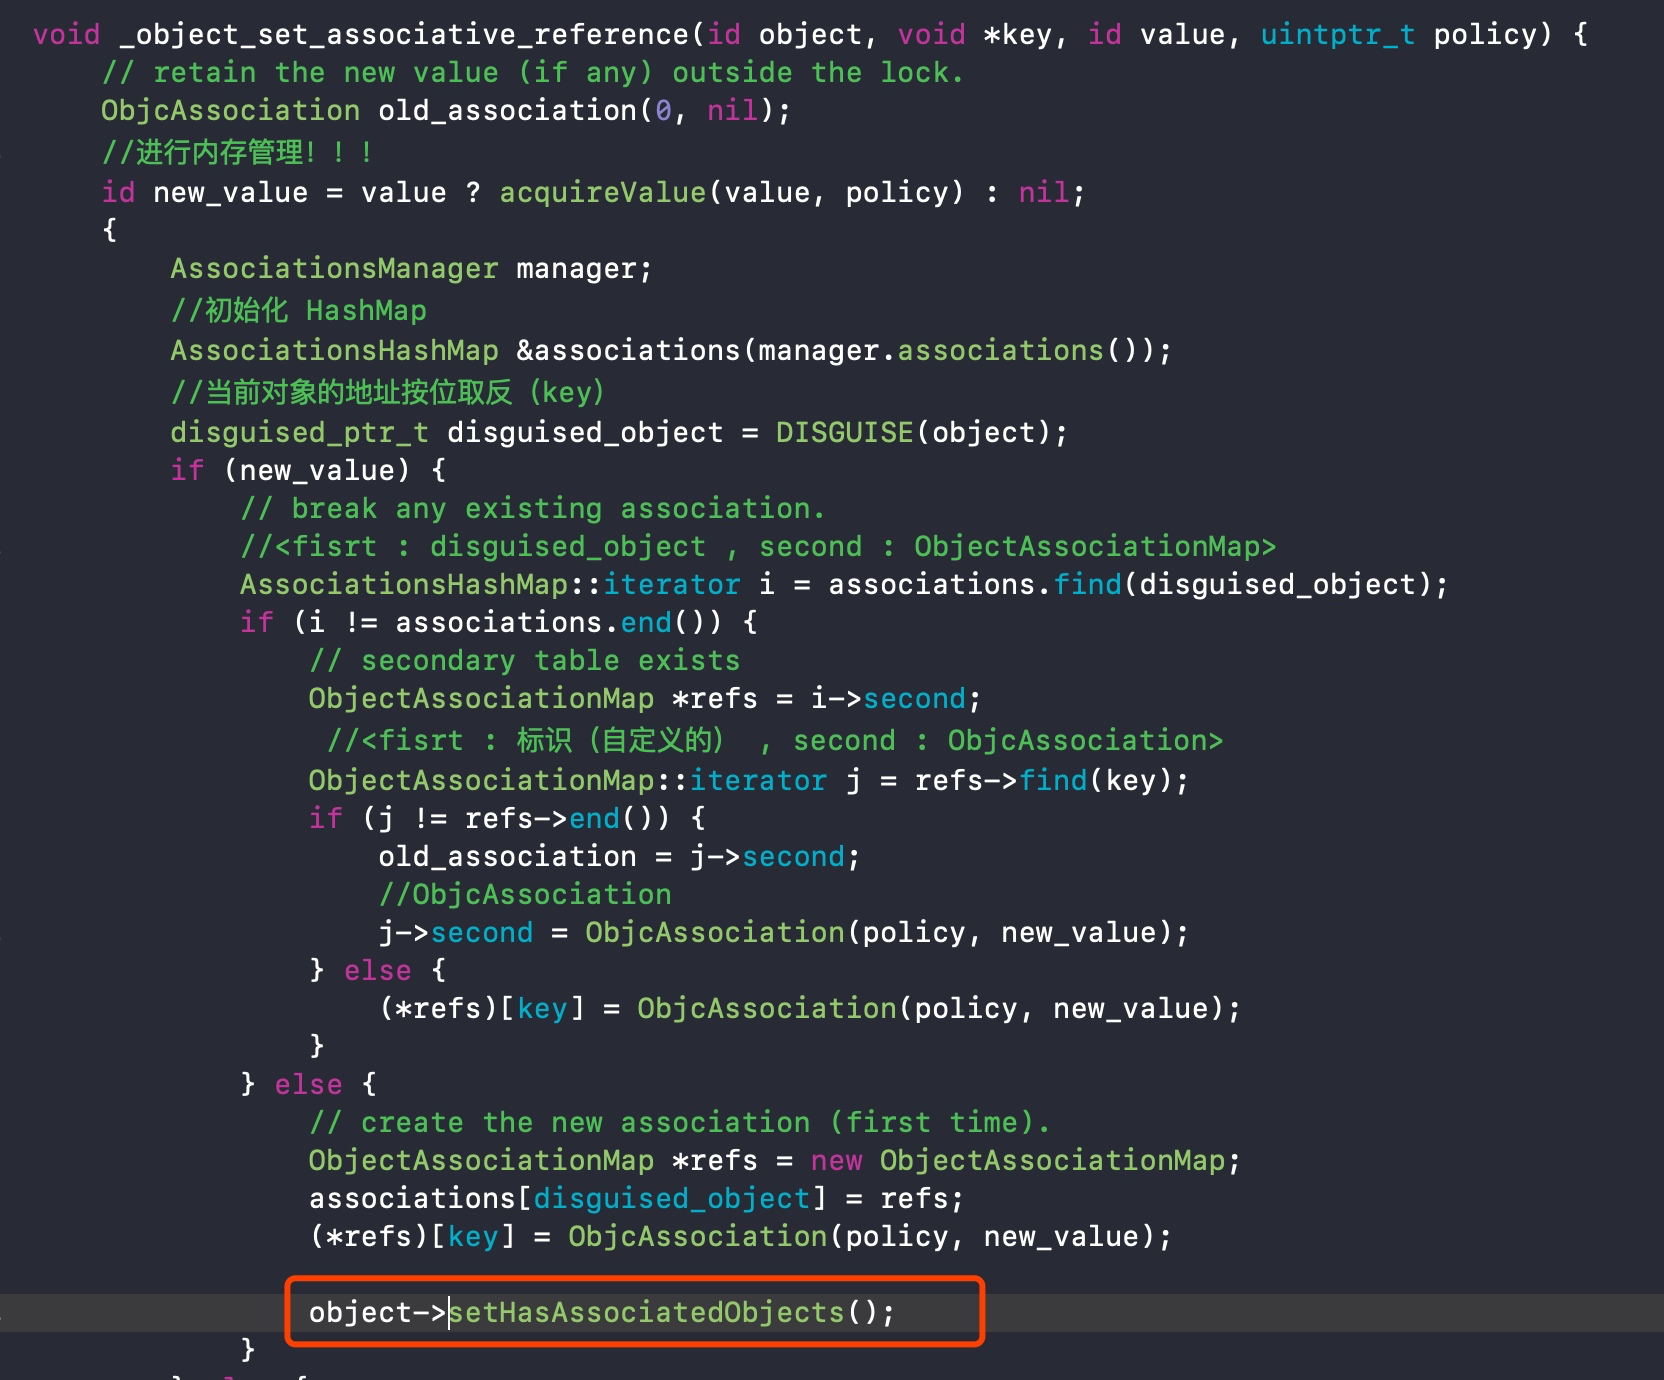 void _object_set_associative_reference(id object, void *key, id value, uintptr_t policy) {
// retain the new value (if any) outside the lock.
ObjcAssociation old_association(0, nil);
//进行内存管理！！！
id new_value = value ? acquireValue(value, policy) : nil;
{
AssociationsManager manager;
//初始化 HashMap
AssociationsHashMap &associations(manager.associations());
//当前对象的地址按位取反（key）
disguised_ptr_t disguised_object = DISGUISE(object);
if (new_value) {
// break any existing association.
//<fisrt : disguised_object , second : ObjectAssociationMap>
AssociationsHashMap::iterator i = associations.find(disguised_object);
if (i != associations.end()) {
// secondary table exists
ObjectAssociationMap *refs = i->second;
//<fisrt : 标识（自定义的） , second : ObjcAssociation>
ObjectAssociationMap::iterator j = refs->find(key);
if (j != refs->end()) {
old_association = j->second;
//ObjcAssociation
j->second = ObjcAssociation(policy, new_value);
} else {
(*refs)[key] = ObjcAssociation(policy, new_value);
}
} else {
// create the new association (first time).
ObjectAssociationMap *refs = new ObjectAssociationMap;
associations[disguised_object] = refs;
(*refs)[key] = ObjcAssociation(policy, new_value);
object->setHasAssociatedObjects();
}